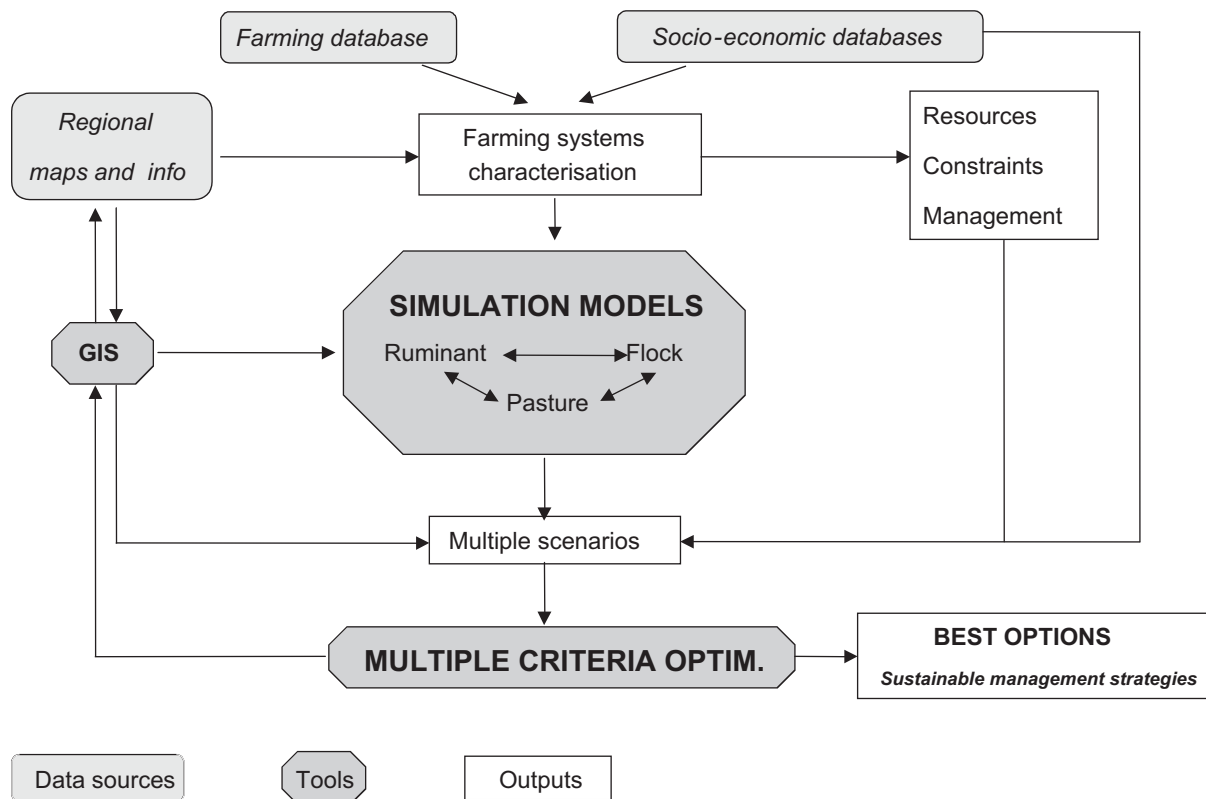 Farming database
Socio-economic databases
Regional
maps and info
Farming systems
characterisation
Resources
Constraints
Management
SIMULATION MODELS
Ruminant
Flock
Pasture
GIS
Multiple scenarios
MULTIPLE CRITERIA OPTIM.
BEST OPTIONS
Sustainable management strategies
Data sources
Tools
Outputs